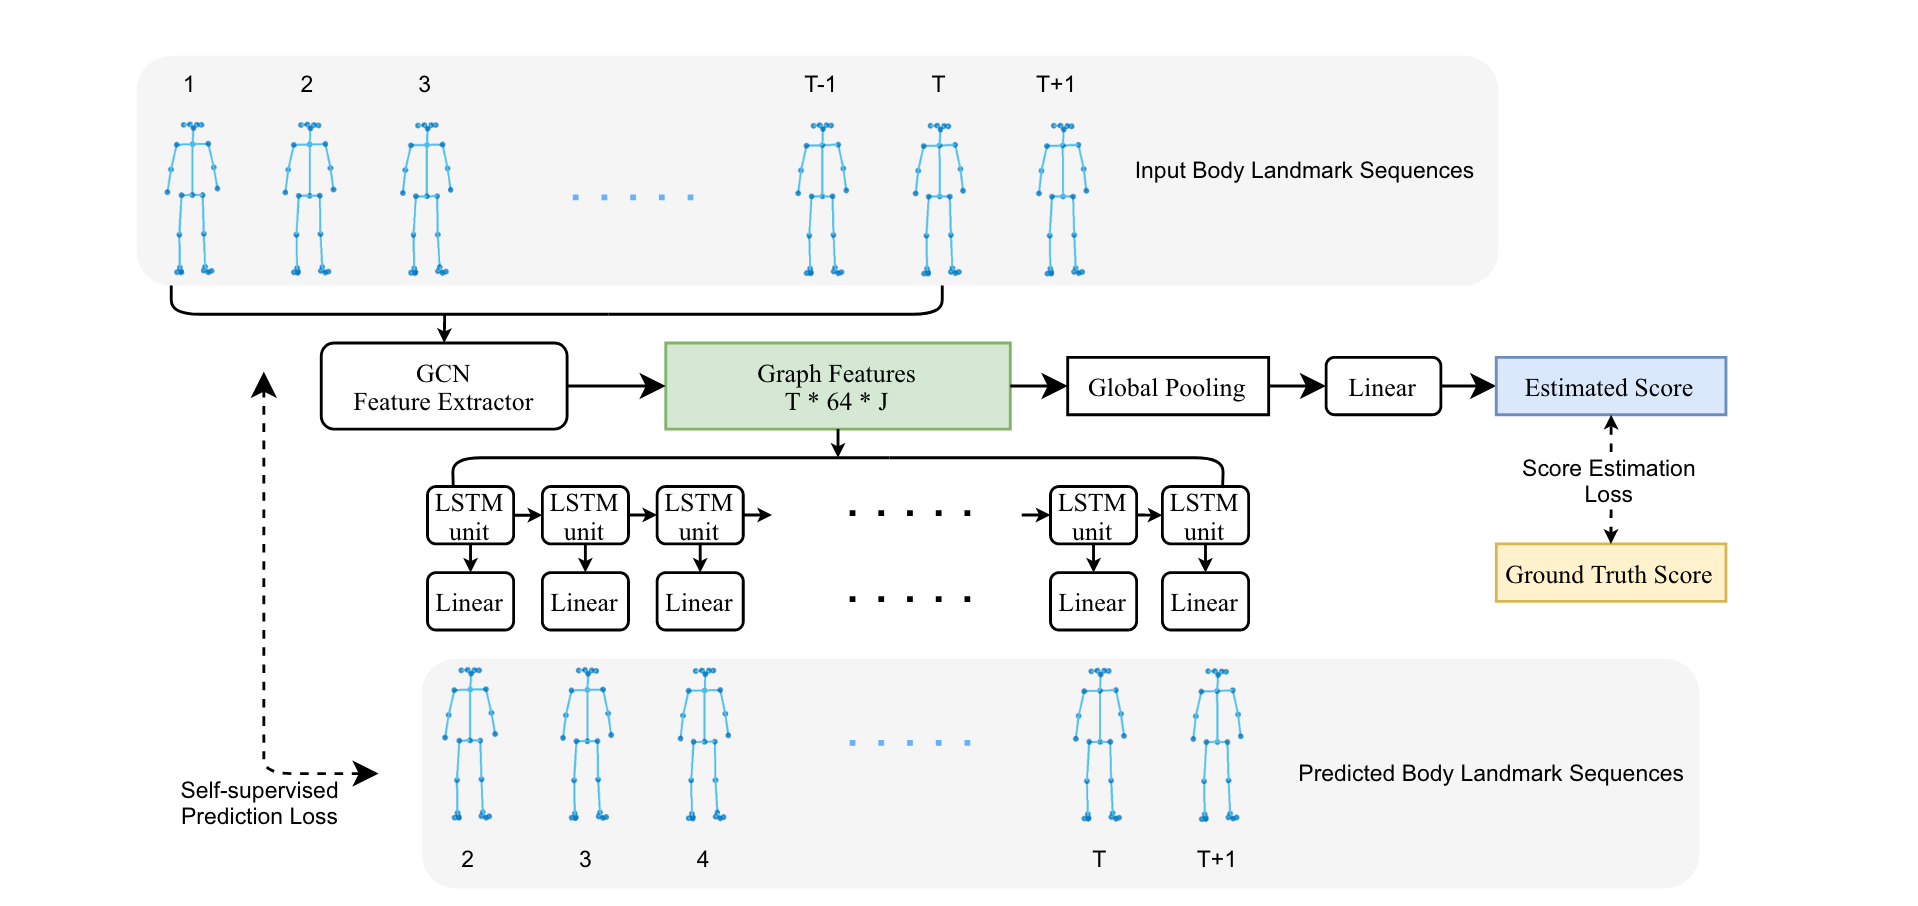 1 2 3 T-1 T T+1
Input Body Landmark Sequences
GCN
Feature Extractor
Graph Features
T * 64 * J
Global Pooling
Linear
Estimated Score
Score Estimation
Loss
Ground Truth Score
LSTM
unit
LSTM
unit
LSTM
unit
LSTM
unit
LSTM
unit
Linear
Linear
Linear
Linear
Linear
Self-supervised
Prediction Loss
Predicted Body Landmark Sequences
2 3 4 T T+1